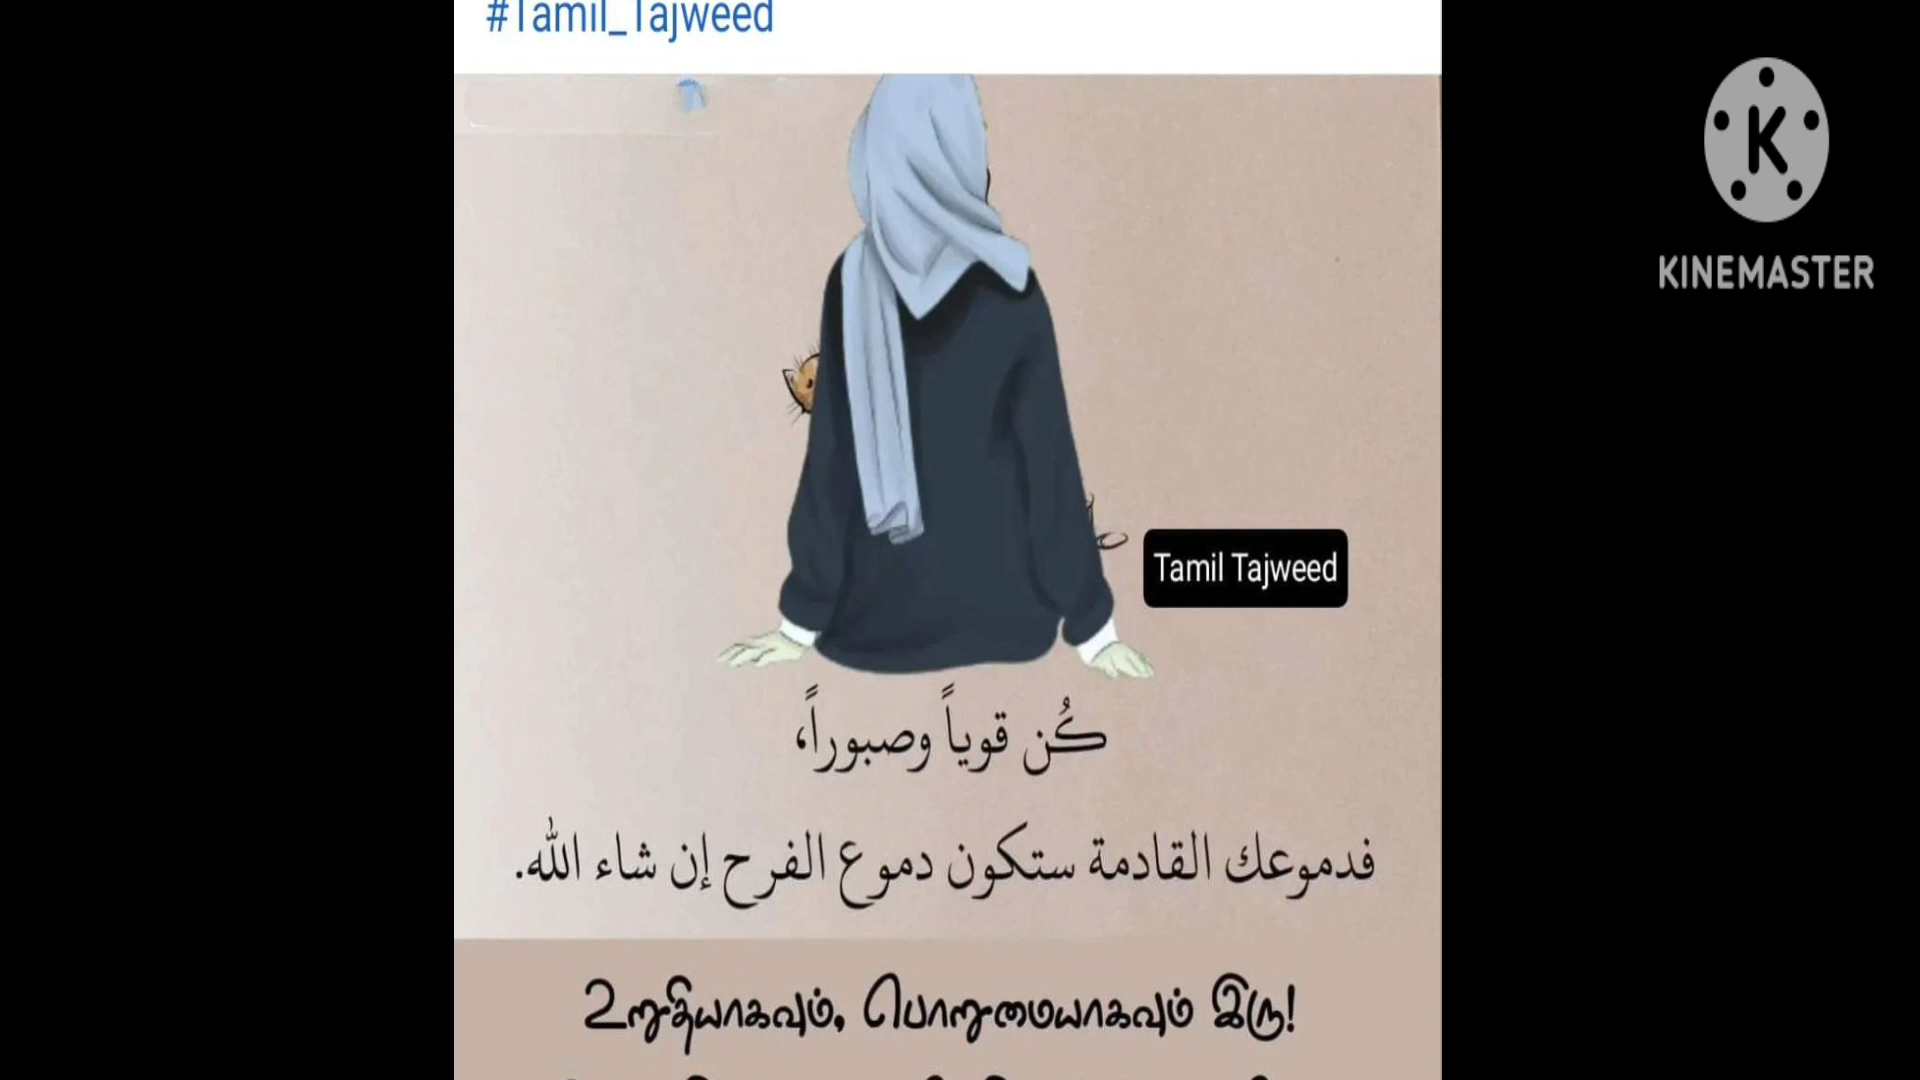 #Tamil_Tajweed
KINEMASTER
Tamil Tajweed
كُن قوياً وصبوراً،
فدموعك القادمة ستكون دموع الفرح إن شاء الله.
உறுதியாகவும், பொறுமையாகவும் இரு!